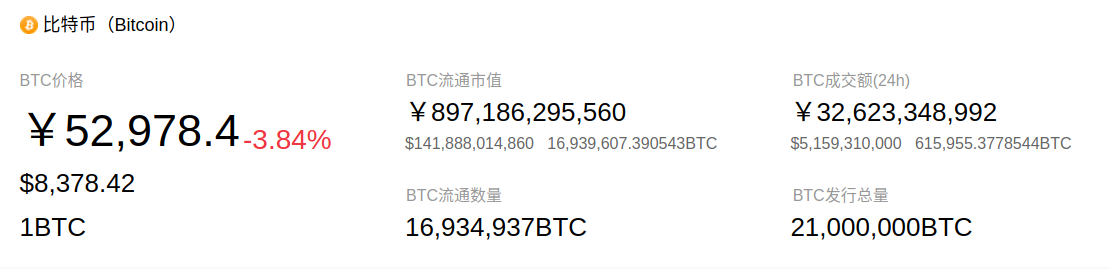 比特币（Bitcoin）
BTC价格
￥52,978.4 -3.84%
$8,378.42
1BTC
BTC流通市值
￥897,186,295,560
$141,888,014,860 16,939,607.390543BTC
BTC流通数量
16,934,937BTC
BTC成交额(24h)
￥32,623,348,992
$5,159,310,000 615,955.3778544BTC
BTC发行总量
21,000,000BTC